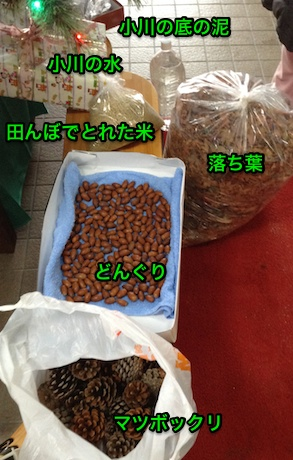 小川の底の泥
小川の水
田んぼでとれた米
落ち葉
どんぐり
マツボックリ